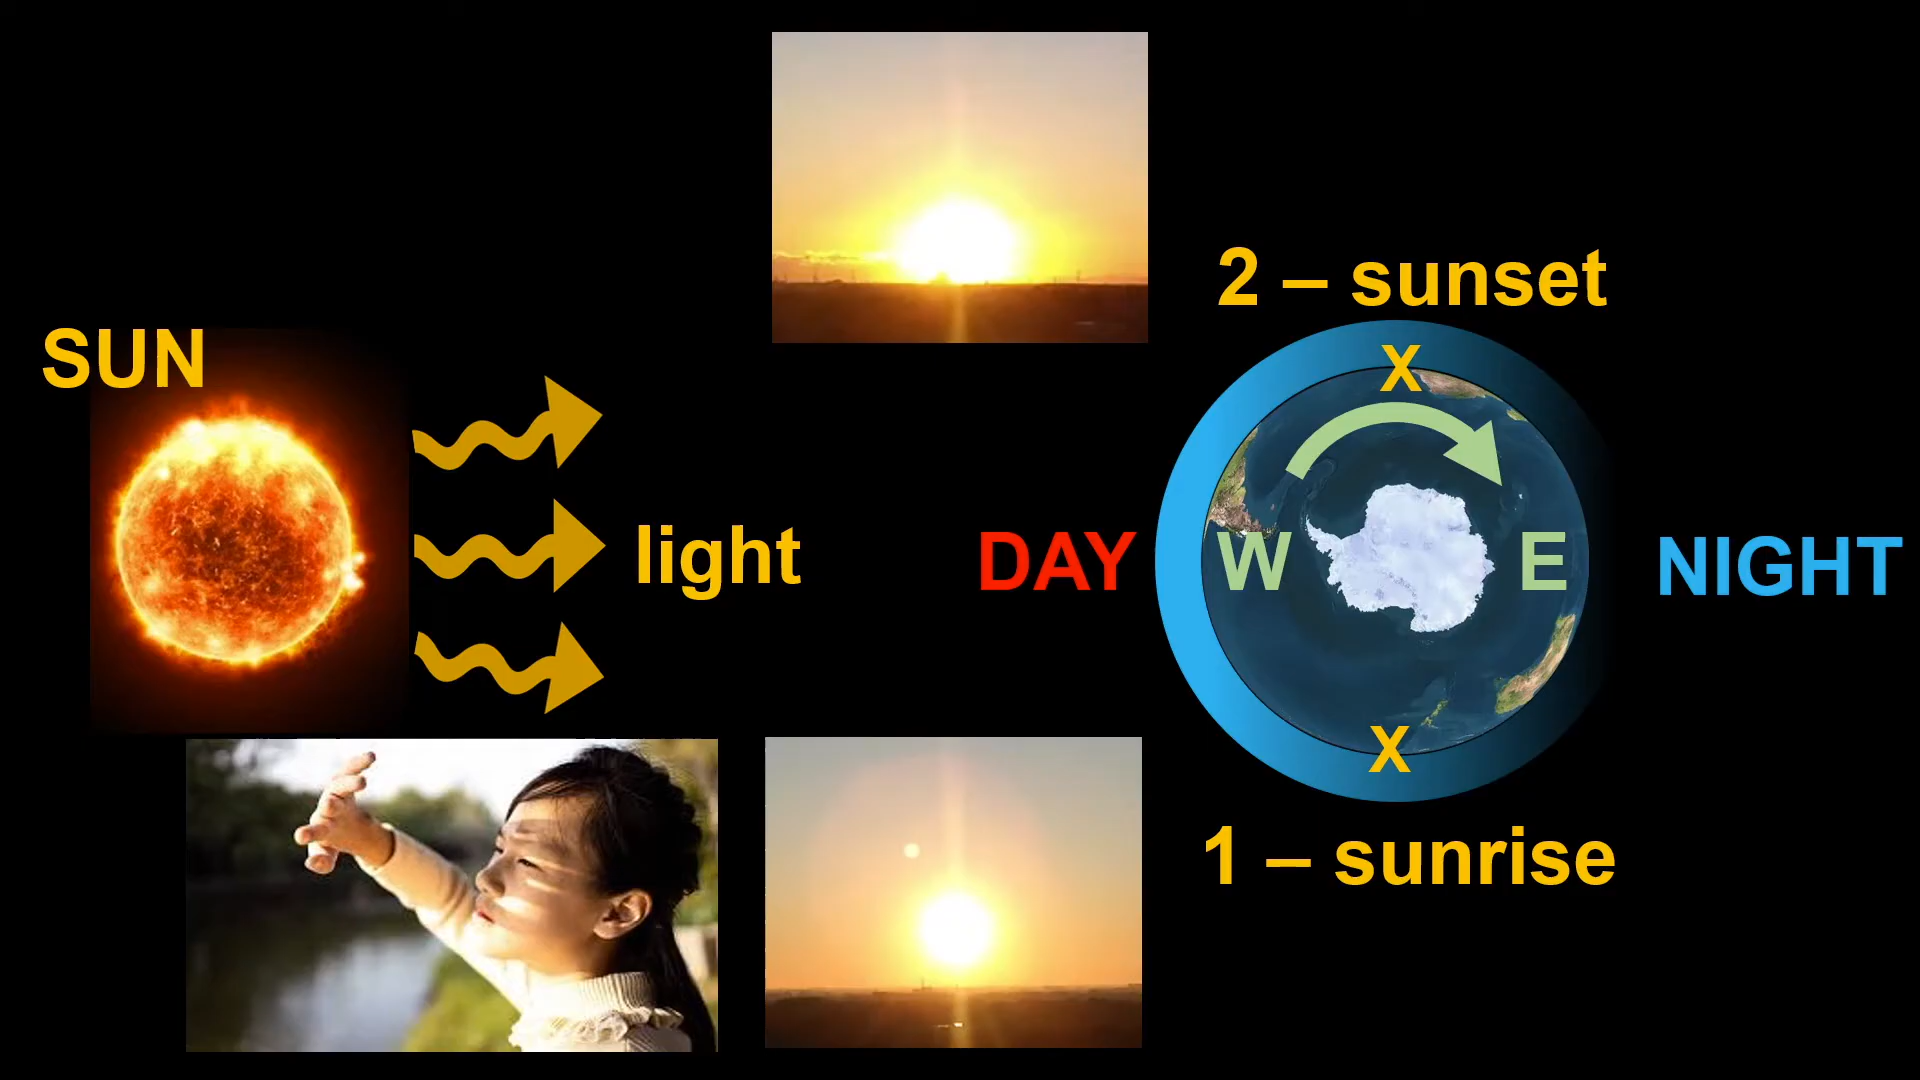 2 – sunset
SUN
X
light
DAY
W
E
NIGHT
X
1 – sunrise